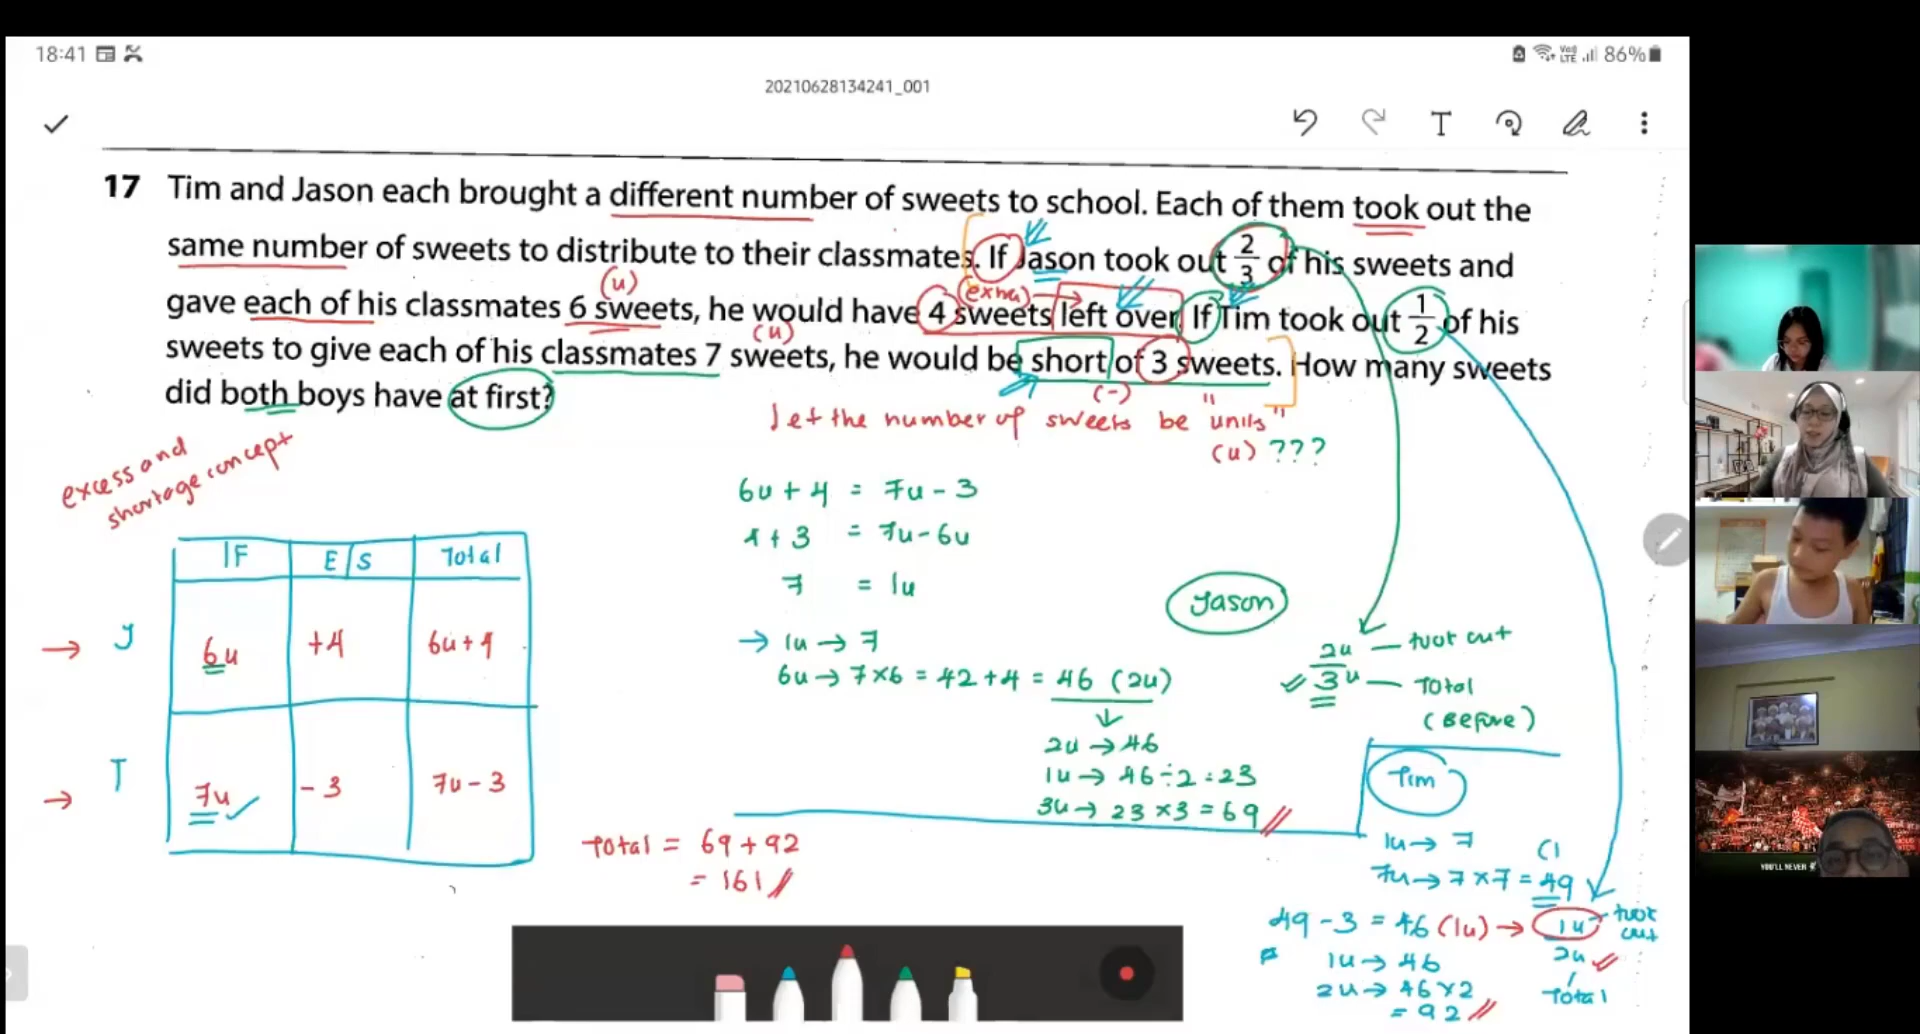 18:41
VoD LTE 86%
20210628134241_001
T
17 Tim and Jason each brought a different number of sweets to school. Each of them took out the
same number of sweets to distribute to their classmates. If Jason took out 2/3 of his sweets and
(u)
gave each of his classmates 6 sweets, he would have 4 sweets left over. If Tim took out 1/2 of his
(extra)
(u)
sweets to give each of his classmates 7 sweets, he would be short of 3 sweets. How many sweets
(-)
did both boys have at first?
Let the number of sweets be "units"
(u) ???
excess and
shortage concept
IF E/S Total
J 6u +4 6u+4
T 7u -3 7u-3
6u + 4 = 7u - 3
4 + 3 = 7u - 6u
7 = 1u
→ 1u → 7
6u → 7×6 = 42+4 = 46 (2u)
2u → 46
1u → 46÷2=23
3u → 23×3=69
Jason
2u — took out
3u — Total
(Before)
Total = 69+92
= 161
Tim
1u → 7
7u → 7×7=49
49-3 = 46 (1u) → 1u took out
1u → 46
2u
2u → 46×2
Total
= 92
YOU'LL NEVER